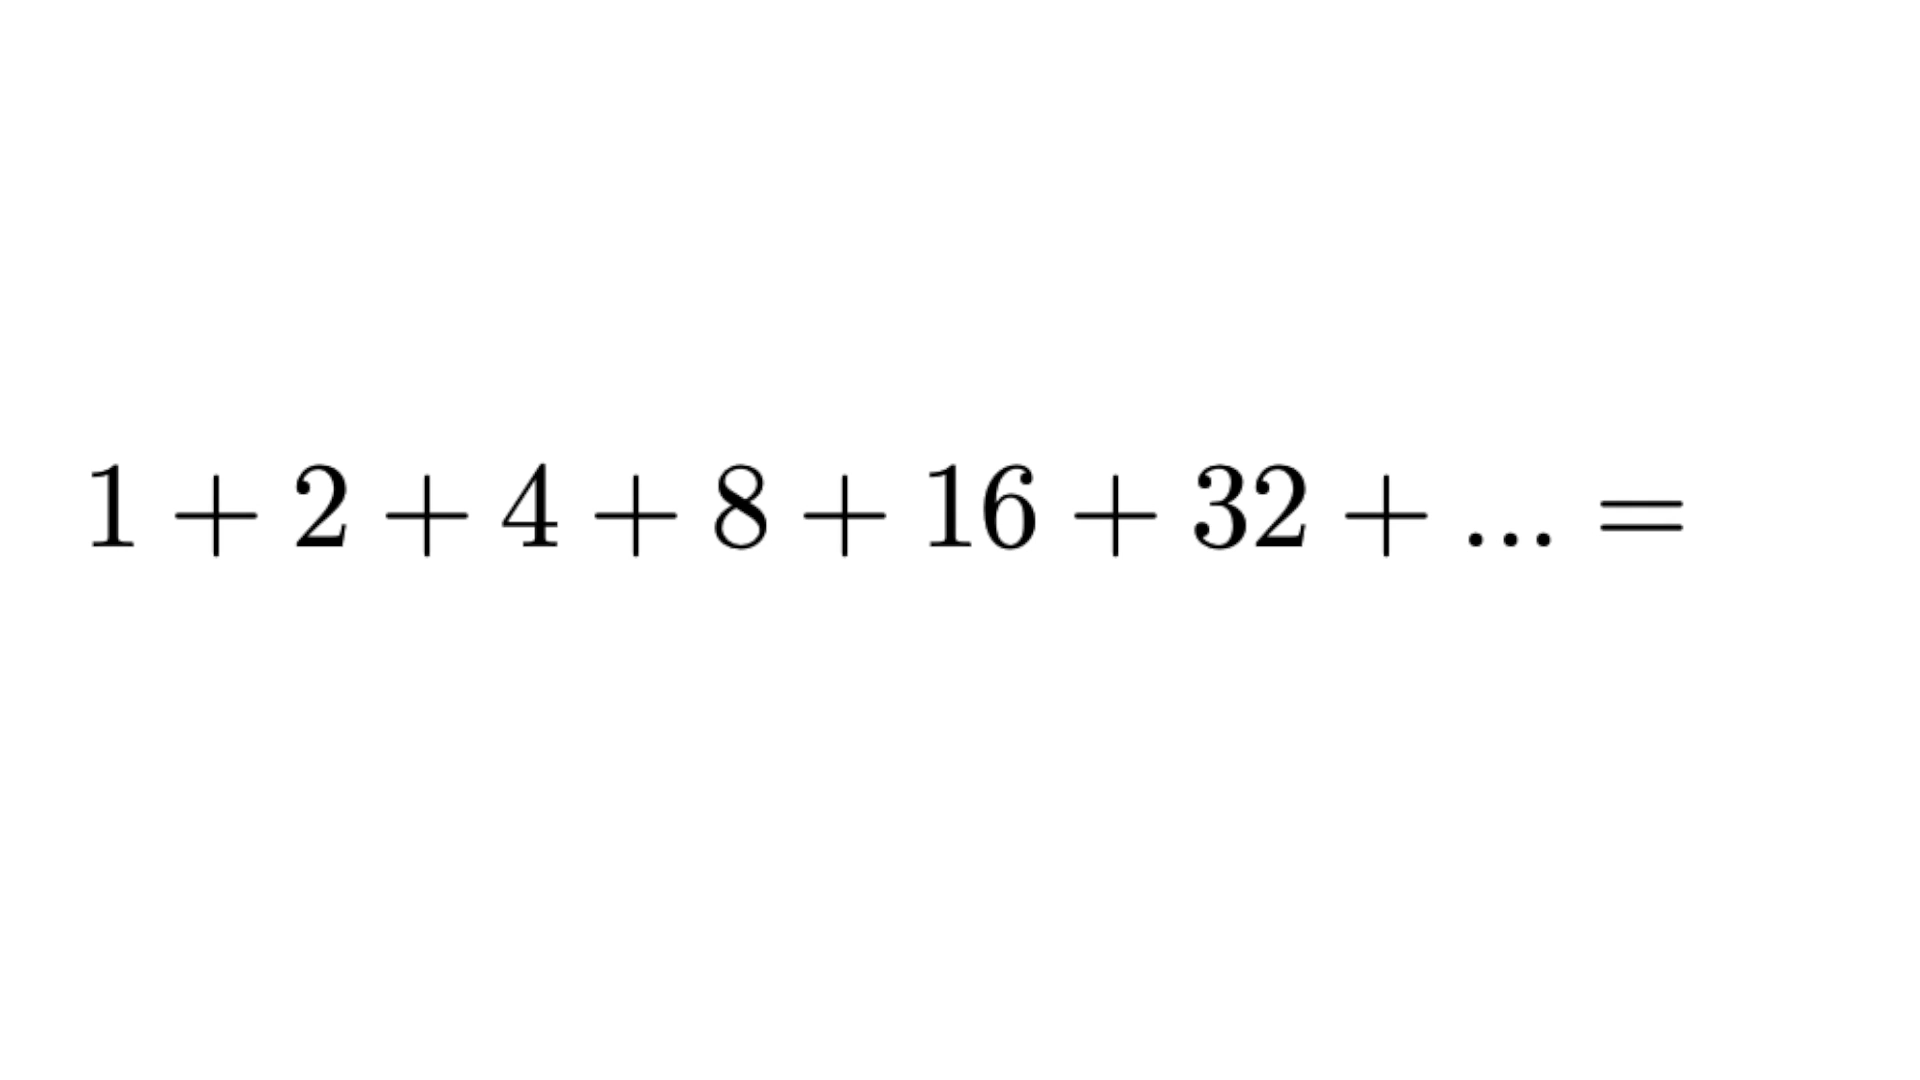 1 + 2 + 4 + 8 + 16 + 32 + ... =